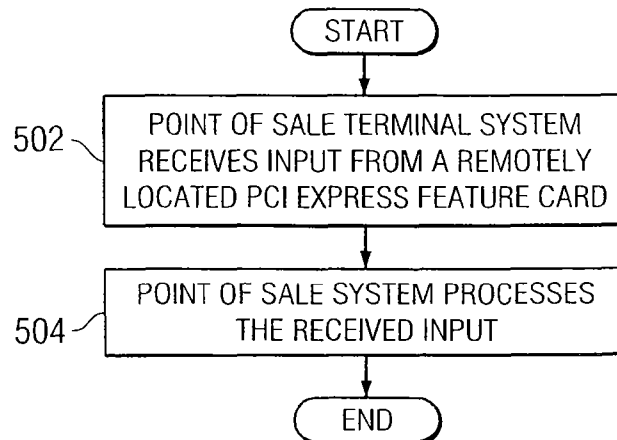 START
502
POINT OF SALE TERMINAL SYSTEM
RECEIVES INPUT FROM A REMOTELY
LOCATED PCI EXPRESS FEATURE CARD
504
POINT OF SALE SYSTEM PROCESSES
THE RECEIVED INPUT
END